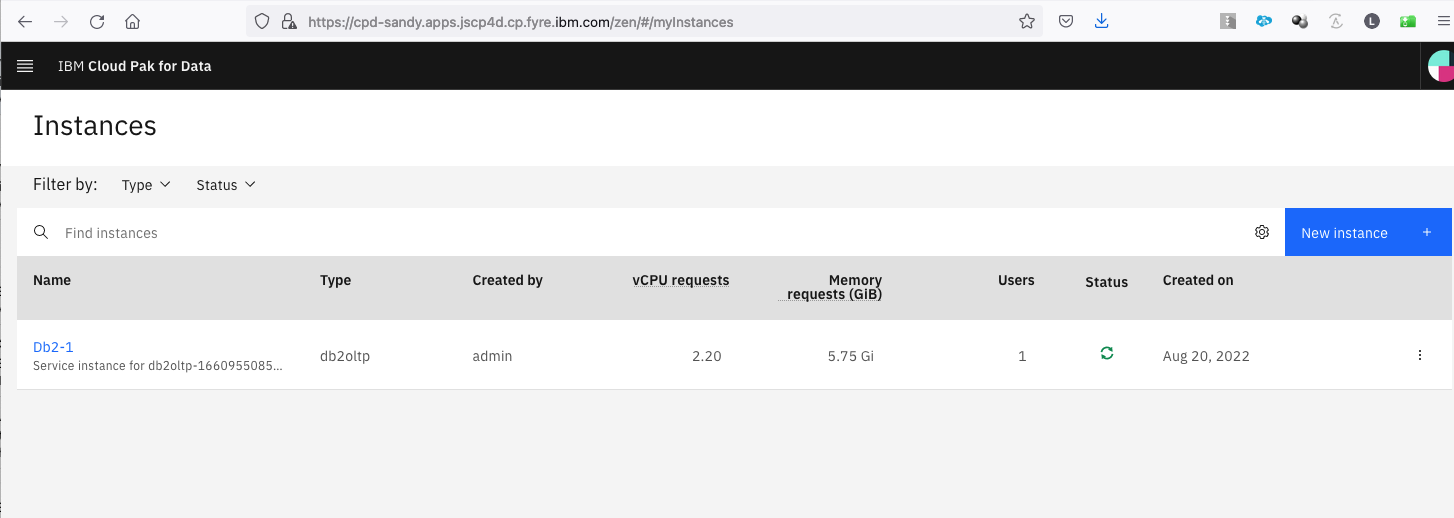 https://cpd-sandy.apps.jscp4d.cp.fyre.ibm.com/zen/#/myInstances
L
IBM Cloud Pak for Data
Instances
Filter by: Type Status
Find instances
New instance +
Name Type Created by vCPU requests Memory requests (GiB) Users Status Created on
Db2-1
Service instance for db2oltp-1660955085...
db2oltp admin 2.20 5.75 Gi 1 Aug 20, 2022